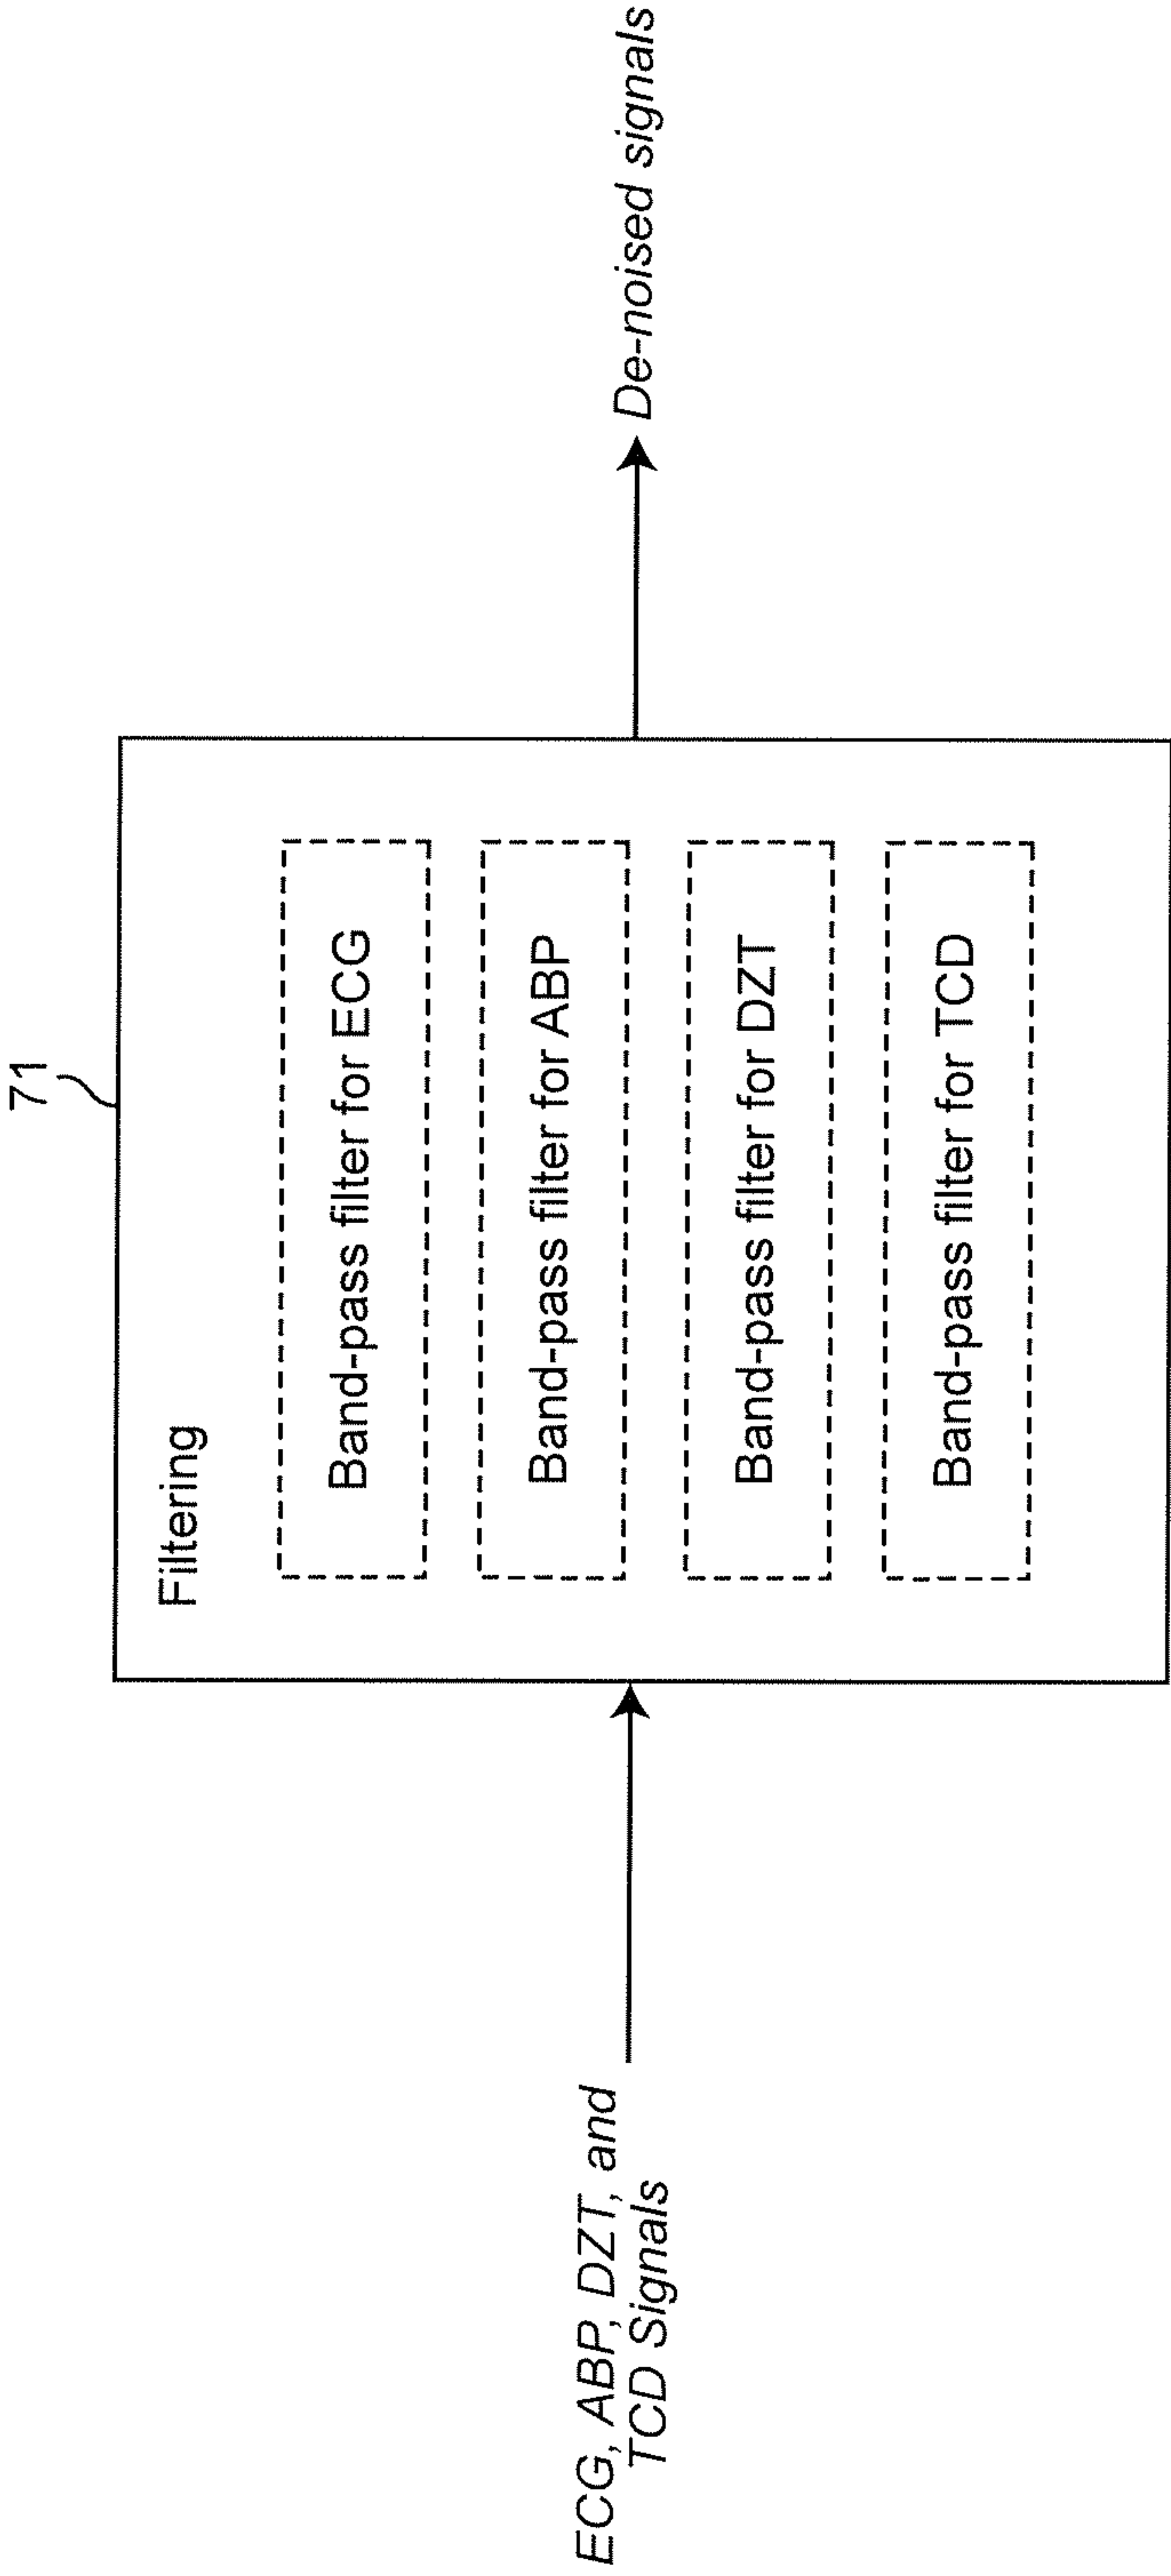 71
Filtering
Band-pass filter for ECG
Band-pass filter for ABP
Band-pass filter for DZT
Band-pass filter for TCD
ECG, ABP, DZT, and
TCD Signals
De-noised signals